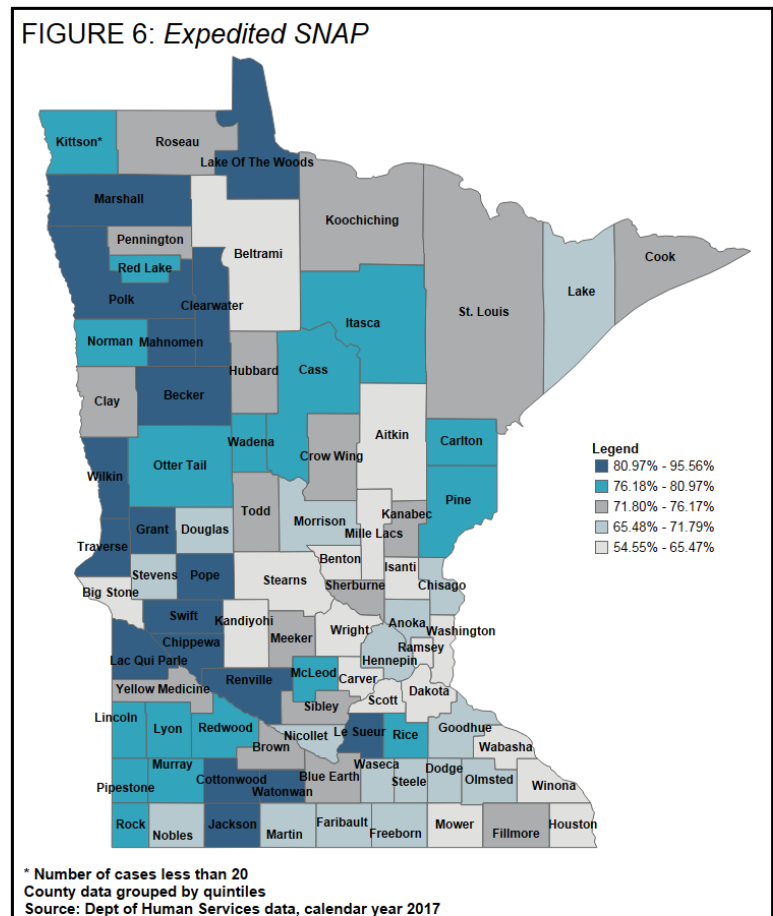 FIGURE 6: Expedited SNAP
Kittson*
Roseau
Lake Of The Woods
Marshall
Koochiching
Pennington
Beltrami
Cook
Red Lake
Lake
Polk
Clearwater
St. Louis
Itasca
Norman
Mahnomen
Cass
Hubbard
Becker
Clay
Aitkin
Wadena
Carlton
Crow Wing
Otter Tail
Wilkin
Pine
Todd
Morrison
Kanabec
Grant
Douglas
Mille Lacs
Traverse
Benton
Isanti
Stevens
Pope
Stearns
Chisago
Sherburne
Big Stone
Swift
Kandiyohi
Anoka
Washington
Wright
Meeker
Chippewa
Ramsey
Lac Qui Parle
Hennepin
McLeod
Carver
Renville
Yellow Medicine
Dakota
Scott
Sibley
Lincoln
Lyon
Redwood
Nicollet
Le Sueur
Rice
Goodhue
Brown
Wabasha
Murray
Waseca
Dodge
Pipestone
Cottonwood
Blue Earth
Steele
Olmsted
Winona
Watonwan
Rock
Nobles
Jackson
Martin
Faribault
Freeborn
Mower
Fillmore
Houston
Legend
80.97% - 95.56%
76.18% - 80.97%
71.80% - 76.17%
65.48% - 71.79%
54.55% - 65.47%
* Number of cases less than 20
County data grouped by quintiles
Source: Dept of Human Services data, calendar year 2017